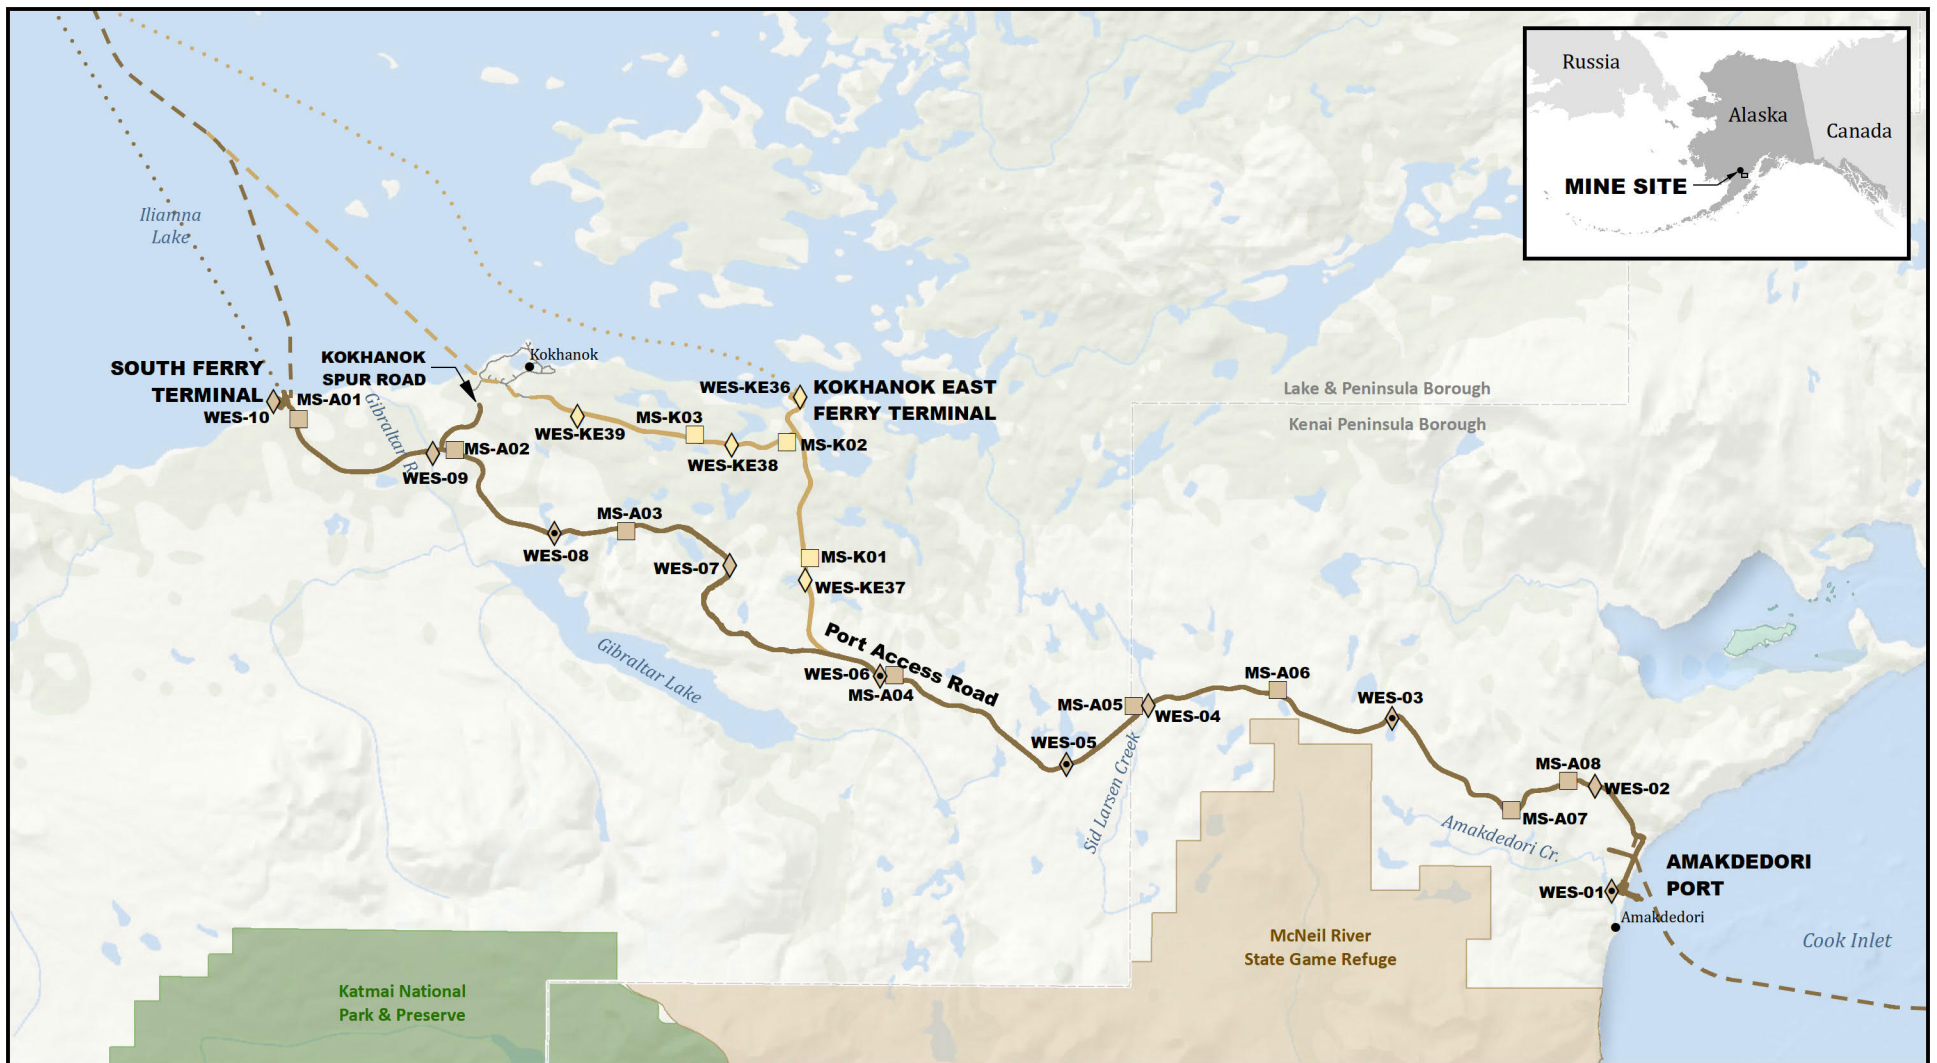 Russia
Alaska
Canada
MINE SITE
Iliamna
Lake
SOUTH FERRY
TERMINAL
KOKHANOK
SPUR ROAD
Kokhanok
WES-10
MS-A01
Gibraltar R.
WES-KE36
KOKHANOK EAST
FERRY TERMINAL
Lake & Peninsula Borough
Kenai Peninsula Borough
MS-K03
WES-KE39
MS-A02
WES-09
WES-KE38
MS-K02
MS-A03
WES-08
WES-07
MS-K01
WES-KE37
Gibraltar Lake
Port Access Road
WES-06
MS-A04
MS-A05
WES-04
MS-A06
WES-03
WES-05
Sid Larsen Creek
MS-A08
WES-02
MS-A07
Amakdedori Cr.
AMAKDEDORI
PORT
WES-01
Amakdedori
Cook Inlet
McNeil River
State Game Refuge
Katmai National
Park & Preserve